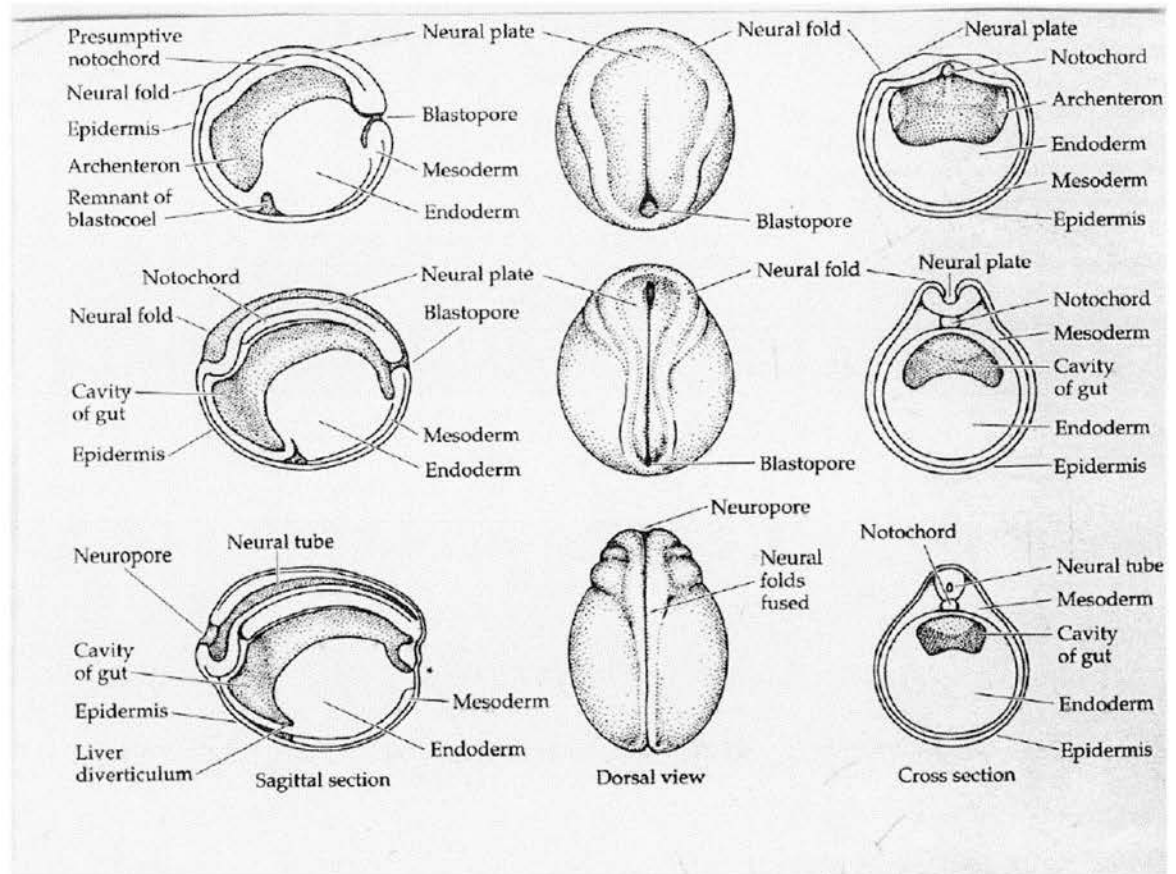 Presumptive
notochord
Neural fold
Epidermis
Archenteron
Remnant of
blastocoel
Neural plate
Blastopore
Mesoderm
Endoderm
Neural fold
Blastopore
Neural plate
Notochord
Archenteron
Endoderm
Mesoderm
Epidermis
Notochord
Neural fold
Cavity
of gut
Epidermis
Neural plate
Blastopore
Mesoderm
Endoderm
Neural fold
Blastopore
Neural plate
Notochord
Mesoderm
Cavity
of gut
Endoderm
Epidermis
Neuropore
Neural tube
Cavity
of gut
Epidermis
Liver
diverticulum
Mesoderm
Endoderm
Sagittal section
Neuropore
Neural
folds
fused
Dorsal view
Notochord
Neural tube
Mesoderm
Cavity
of gut
Endoderm
Epidermis
Cross section